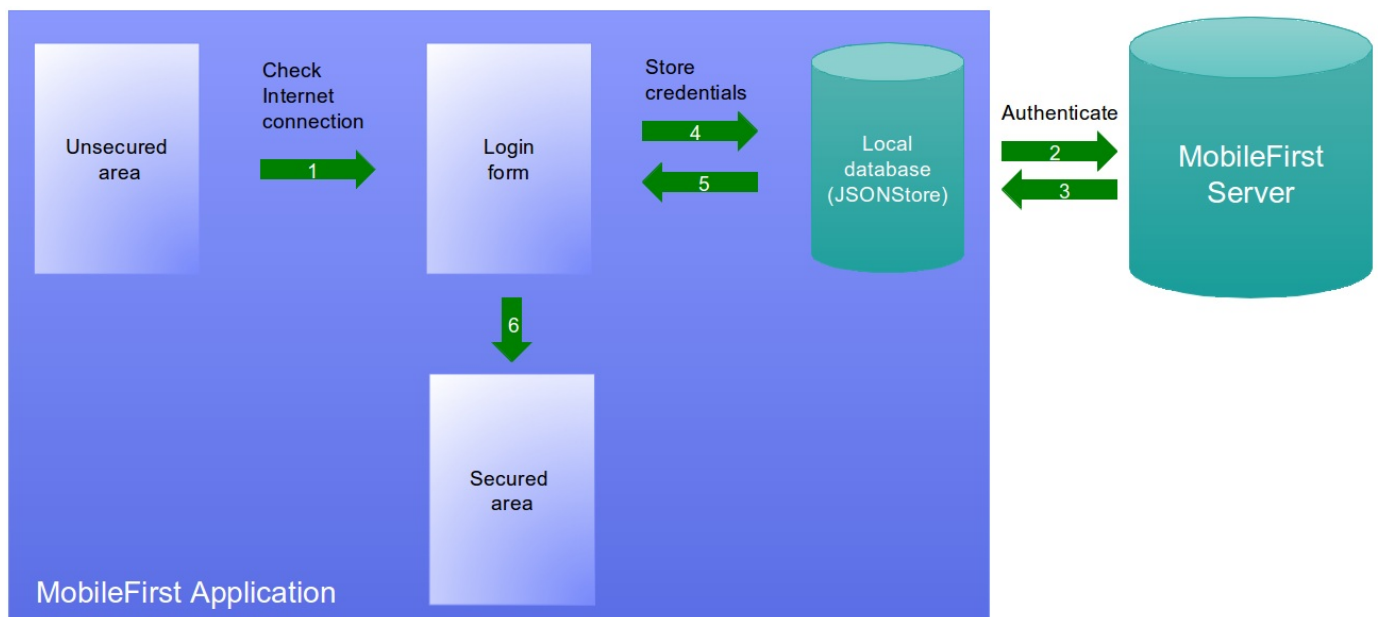 Unsecured
area
Check
Internet
connection
1
Login
form
Store
credentials
4
5
Local
database
(JSONStore)
Authenticate
2
3
MobileFirst
Server
6
Secured
area
MobileFirst Application